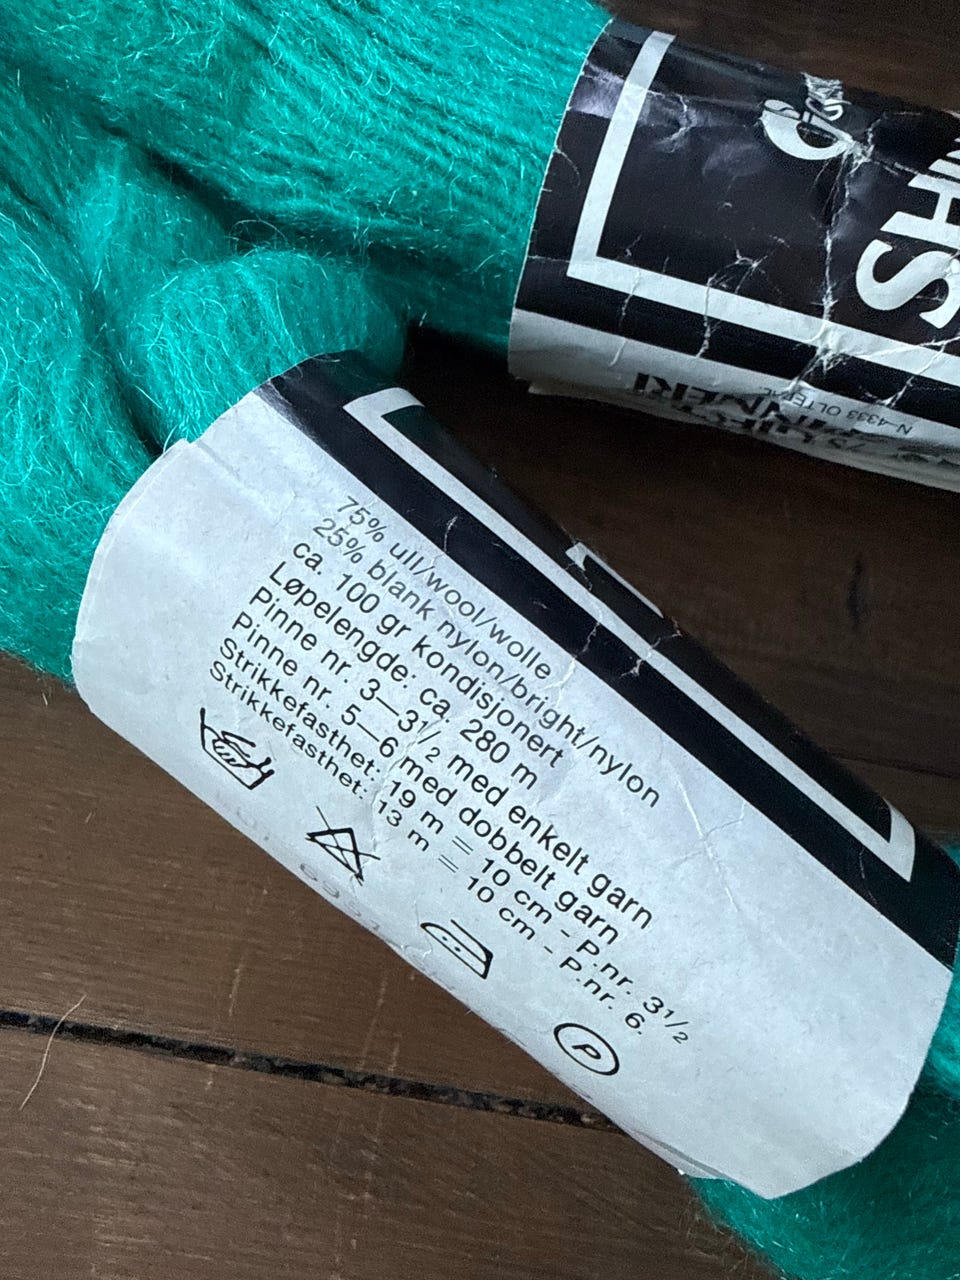 75% ull/wool/wolle
25% blank nylon/bright/nylon
ca. 100 gr kondisjonert
Løpelengde: ca. 280 m
Pinne nr. 3—3½ med enkelt garn
Pinne nr. 5—6 med dobbelt garn
Strikkefasthet: 19 m = 10 cm - P.nr. 3½
Strikkefasthet: 13 m = 10 cm - P.nr. 6.
P
N-4333 OLTEDAL